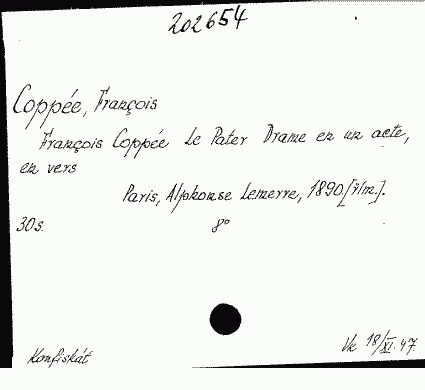 202654
Coppée, François
François Coppée Le Pater Drame en un acte,
en vers
Paris, Alphonse Lemerre, 1890.[řím.].
30s. 8°
Konfiskát Vk 18/XI.47.